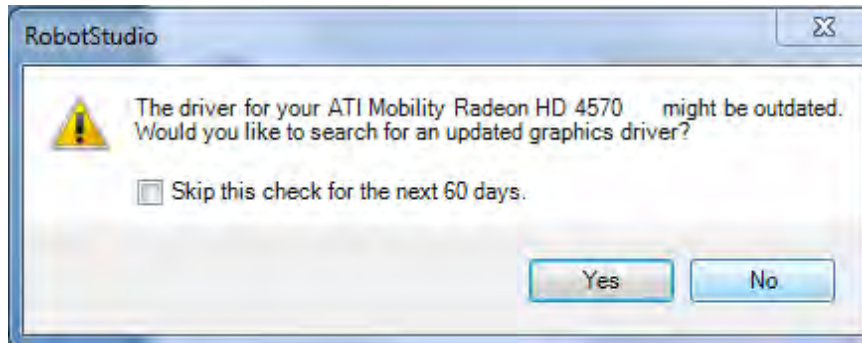 RobotStudio
The driver for your ATI Mobility Radeon HD 4570 might be outdated.
Would you like to search for an updated graphics driver?
Skip this check for the next 60 days.
Yes No